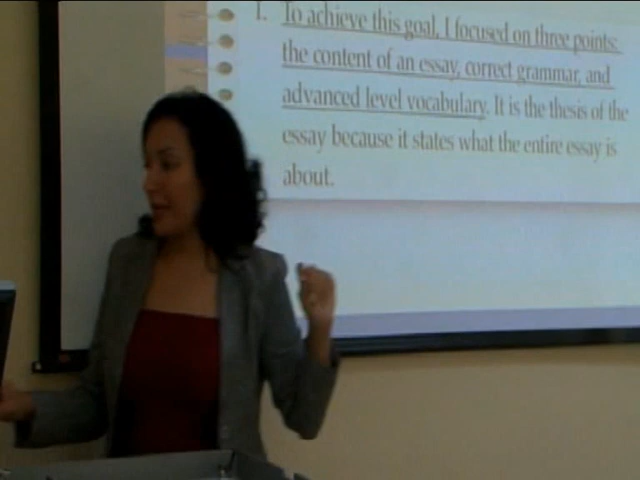 1. To achieve this goal, I focused on three points:
the content of an essay, correct grammar, and
advanced level vocabulary. It is the thesis of the
essay because it states what the entire essay is
about.